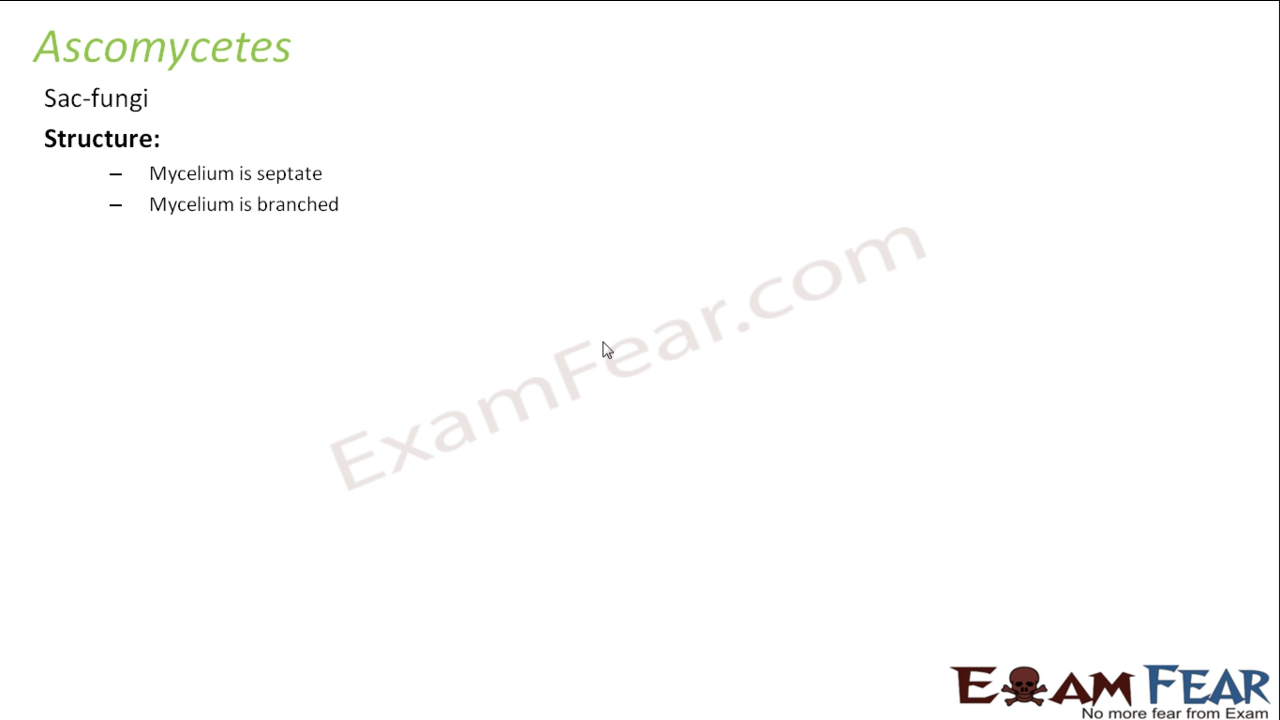 Ascomycetes
Sac-fungi
Structure:
– Mycelium is septate
– Mycelium is branched
ExamFear.com
EXAM FEAR
No more fear from Exam